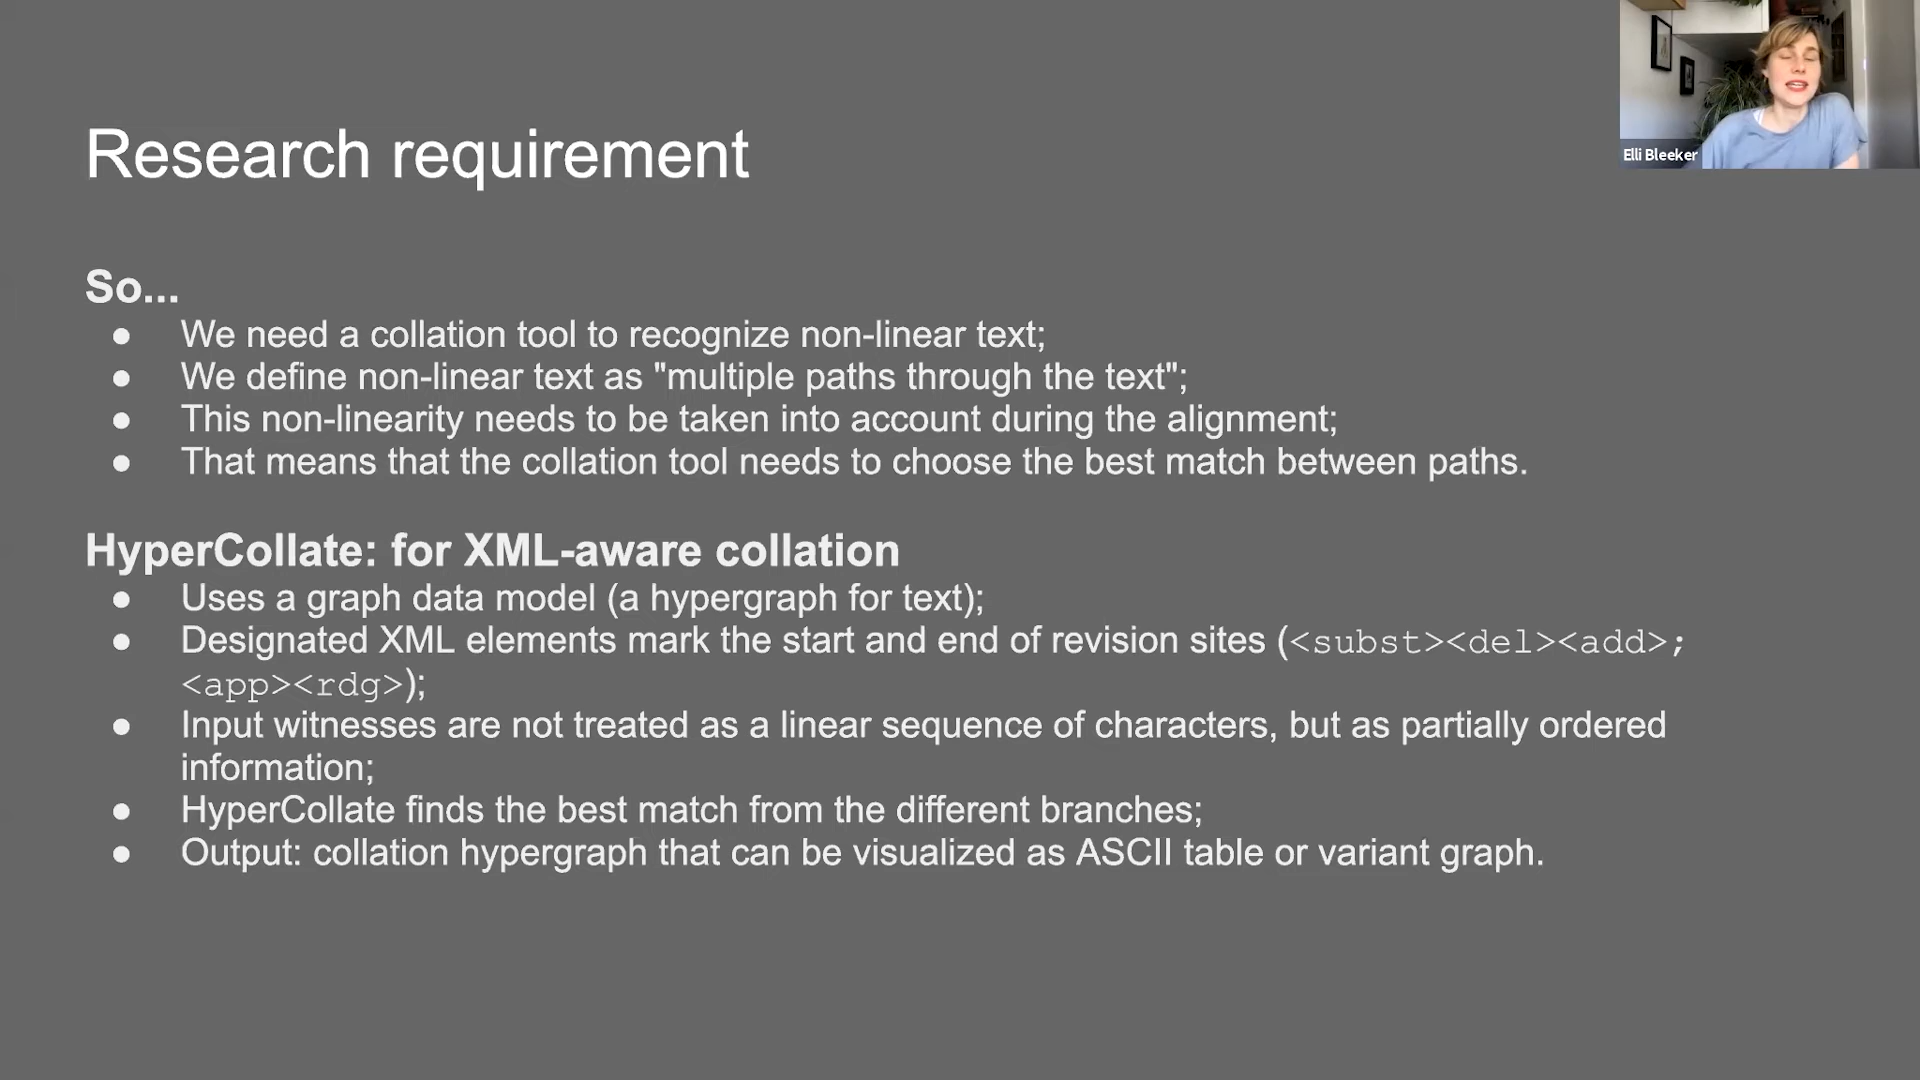 Research requirement
Elli Bleeker
So...
● We need a collation tool to recognize non-linear text;
● We define non-linear text as "multiple paths through the text";
● This non-linearity needs to be taken into account during the alignment;
● That means that the collation tool needs to choose the best match between paths.
HyperCollate: for XML-aware collation
● Uses a graph data model (a hypergraph for text);
● Designated XML elements mark the start and end of revision sites (<subst><del><add>;
<app><rdg>);
● Input witnesses are not treated as a linear sequence of characters, but as partially ordered
information;
● HyperCollate finds the best match from the different branches;
● Output: collation hypergraph that can be visualized as ASCII table or variant graph.